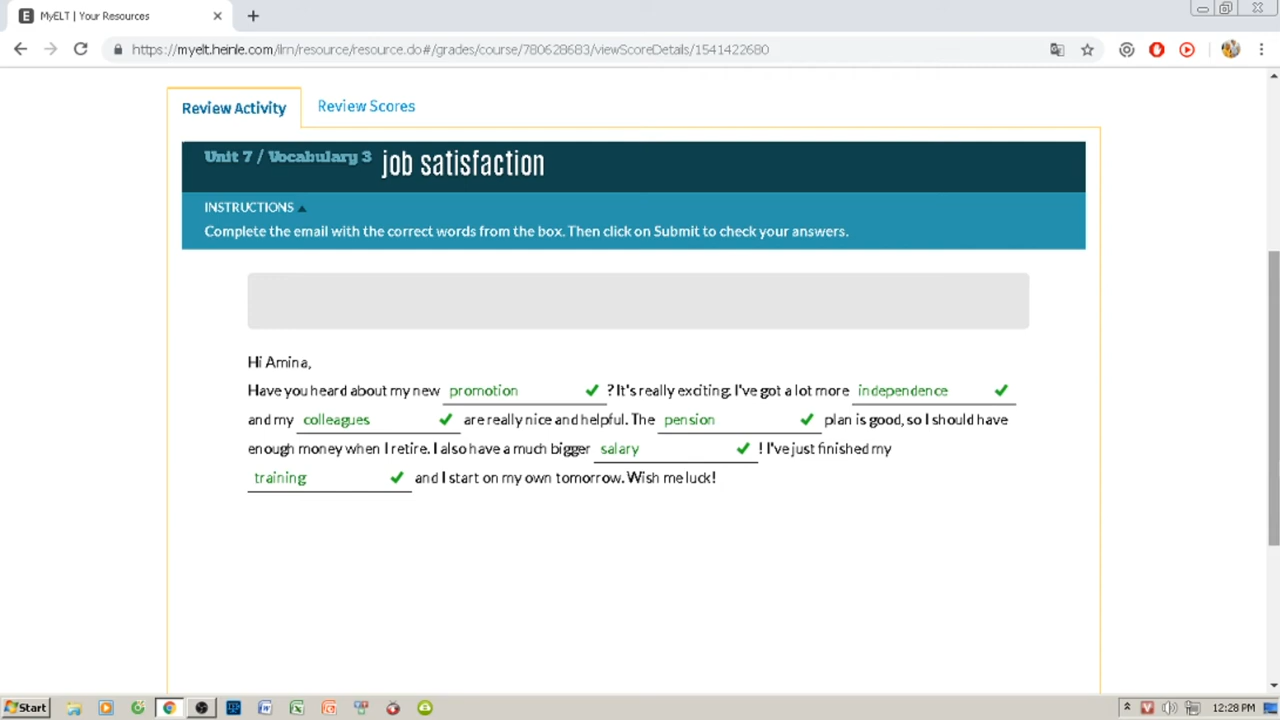 MyELT | Your Resources
https://myelt.heinle.com/ilrn/resource/resource.do#/grades/course/780628683/viewScoreDetails/1541422680
Review Activity Review Scores
Unit 7 / Vocabulary 3 job satisfaction
INSTRUCTIONS
Complete the email with the correct words from the box. Then click on Submit to check your answers.
Hi Amina,
Have you heard about my new promotion ? It's really exciting. I've got a lot more independence
and my colleagues are really nice and helpful. The pension plan is good, so I should have
enough money when I retire. I also have a much bigger salary ! I've just finished my
training and I start on my own tomorrow. Wish me luck!
Start 12:28 PM